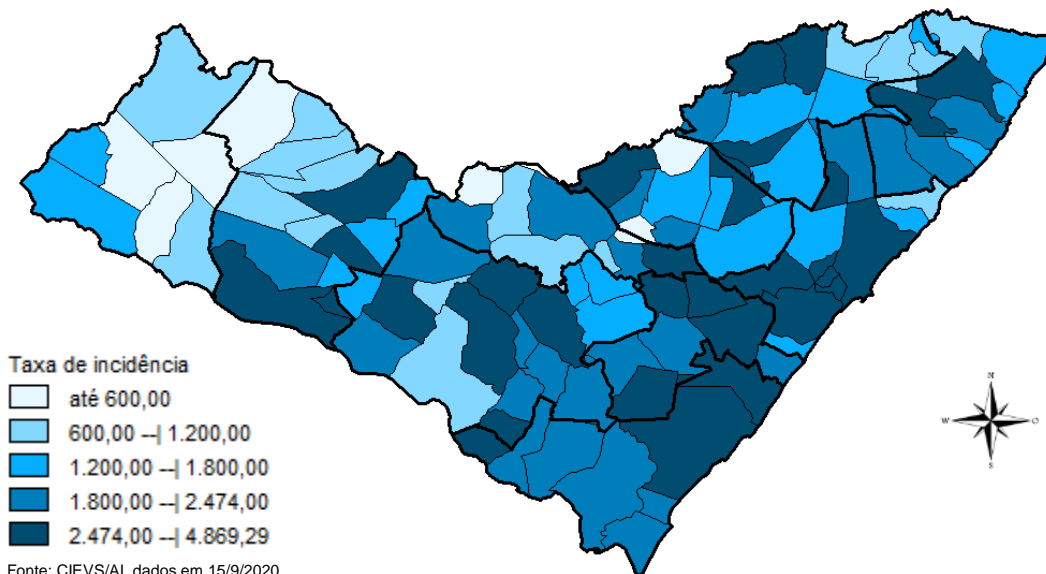 Taxa de incidência
até 600,00
600,00 --| 1.200,00
1.200,00 --| 1.800,00
1.800,00 --| 2.474,00
2.474,00 --| 4.869,29
Fonte: CIEVS/AL dados em 15/9/2020
N
W
O
S